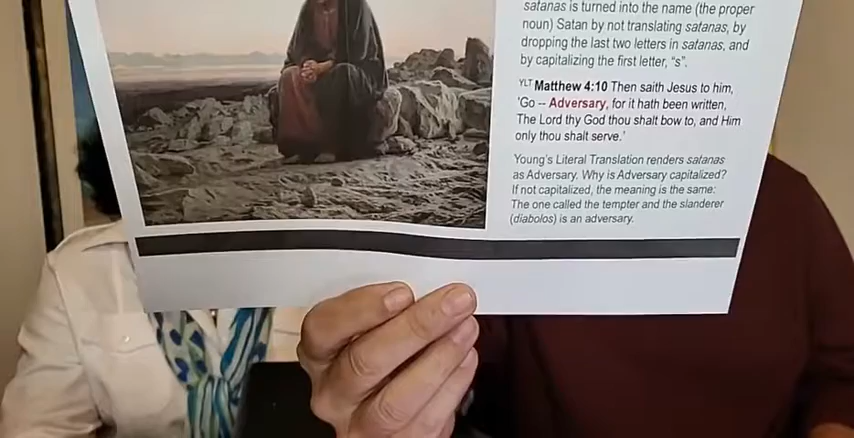 satanas is turned into the name (the proper
noun) Satan by not translating satanas, by
dropping the last two letters in satanas, and
by capitalizing the first letter, "s".
YLT Matthew 4:10 Then saith Jesus to him,
'Go -- Adversary, for it hath been written,
The Lord thy God thou shalt bow to, and Him
only thou shalt serve.'
Young's Literal Translation renders satanas
as Adversary. Why is Adversary capitalized?
If not capitalized, the meaning is the same:
The one called the tempter and the slanderer
(diabolos) is an adversary.